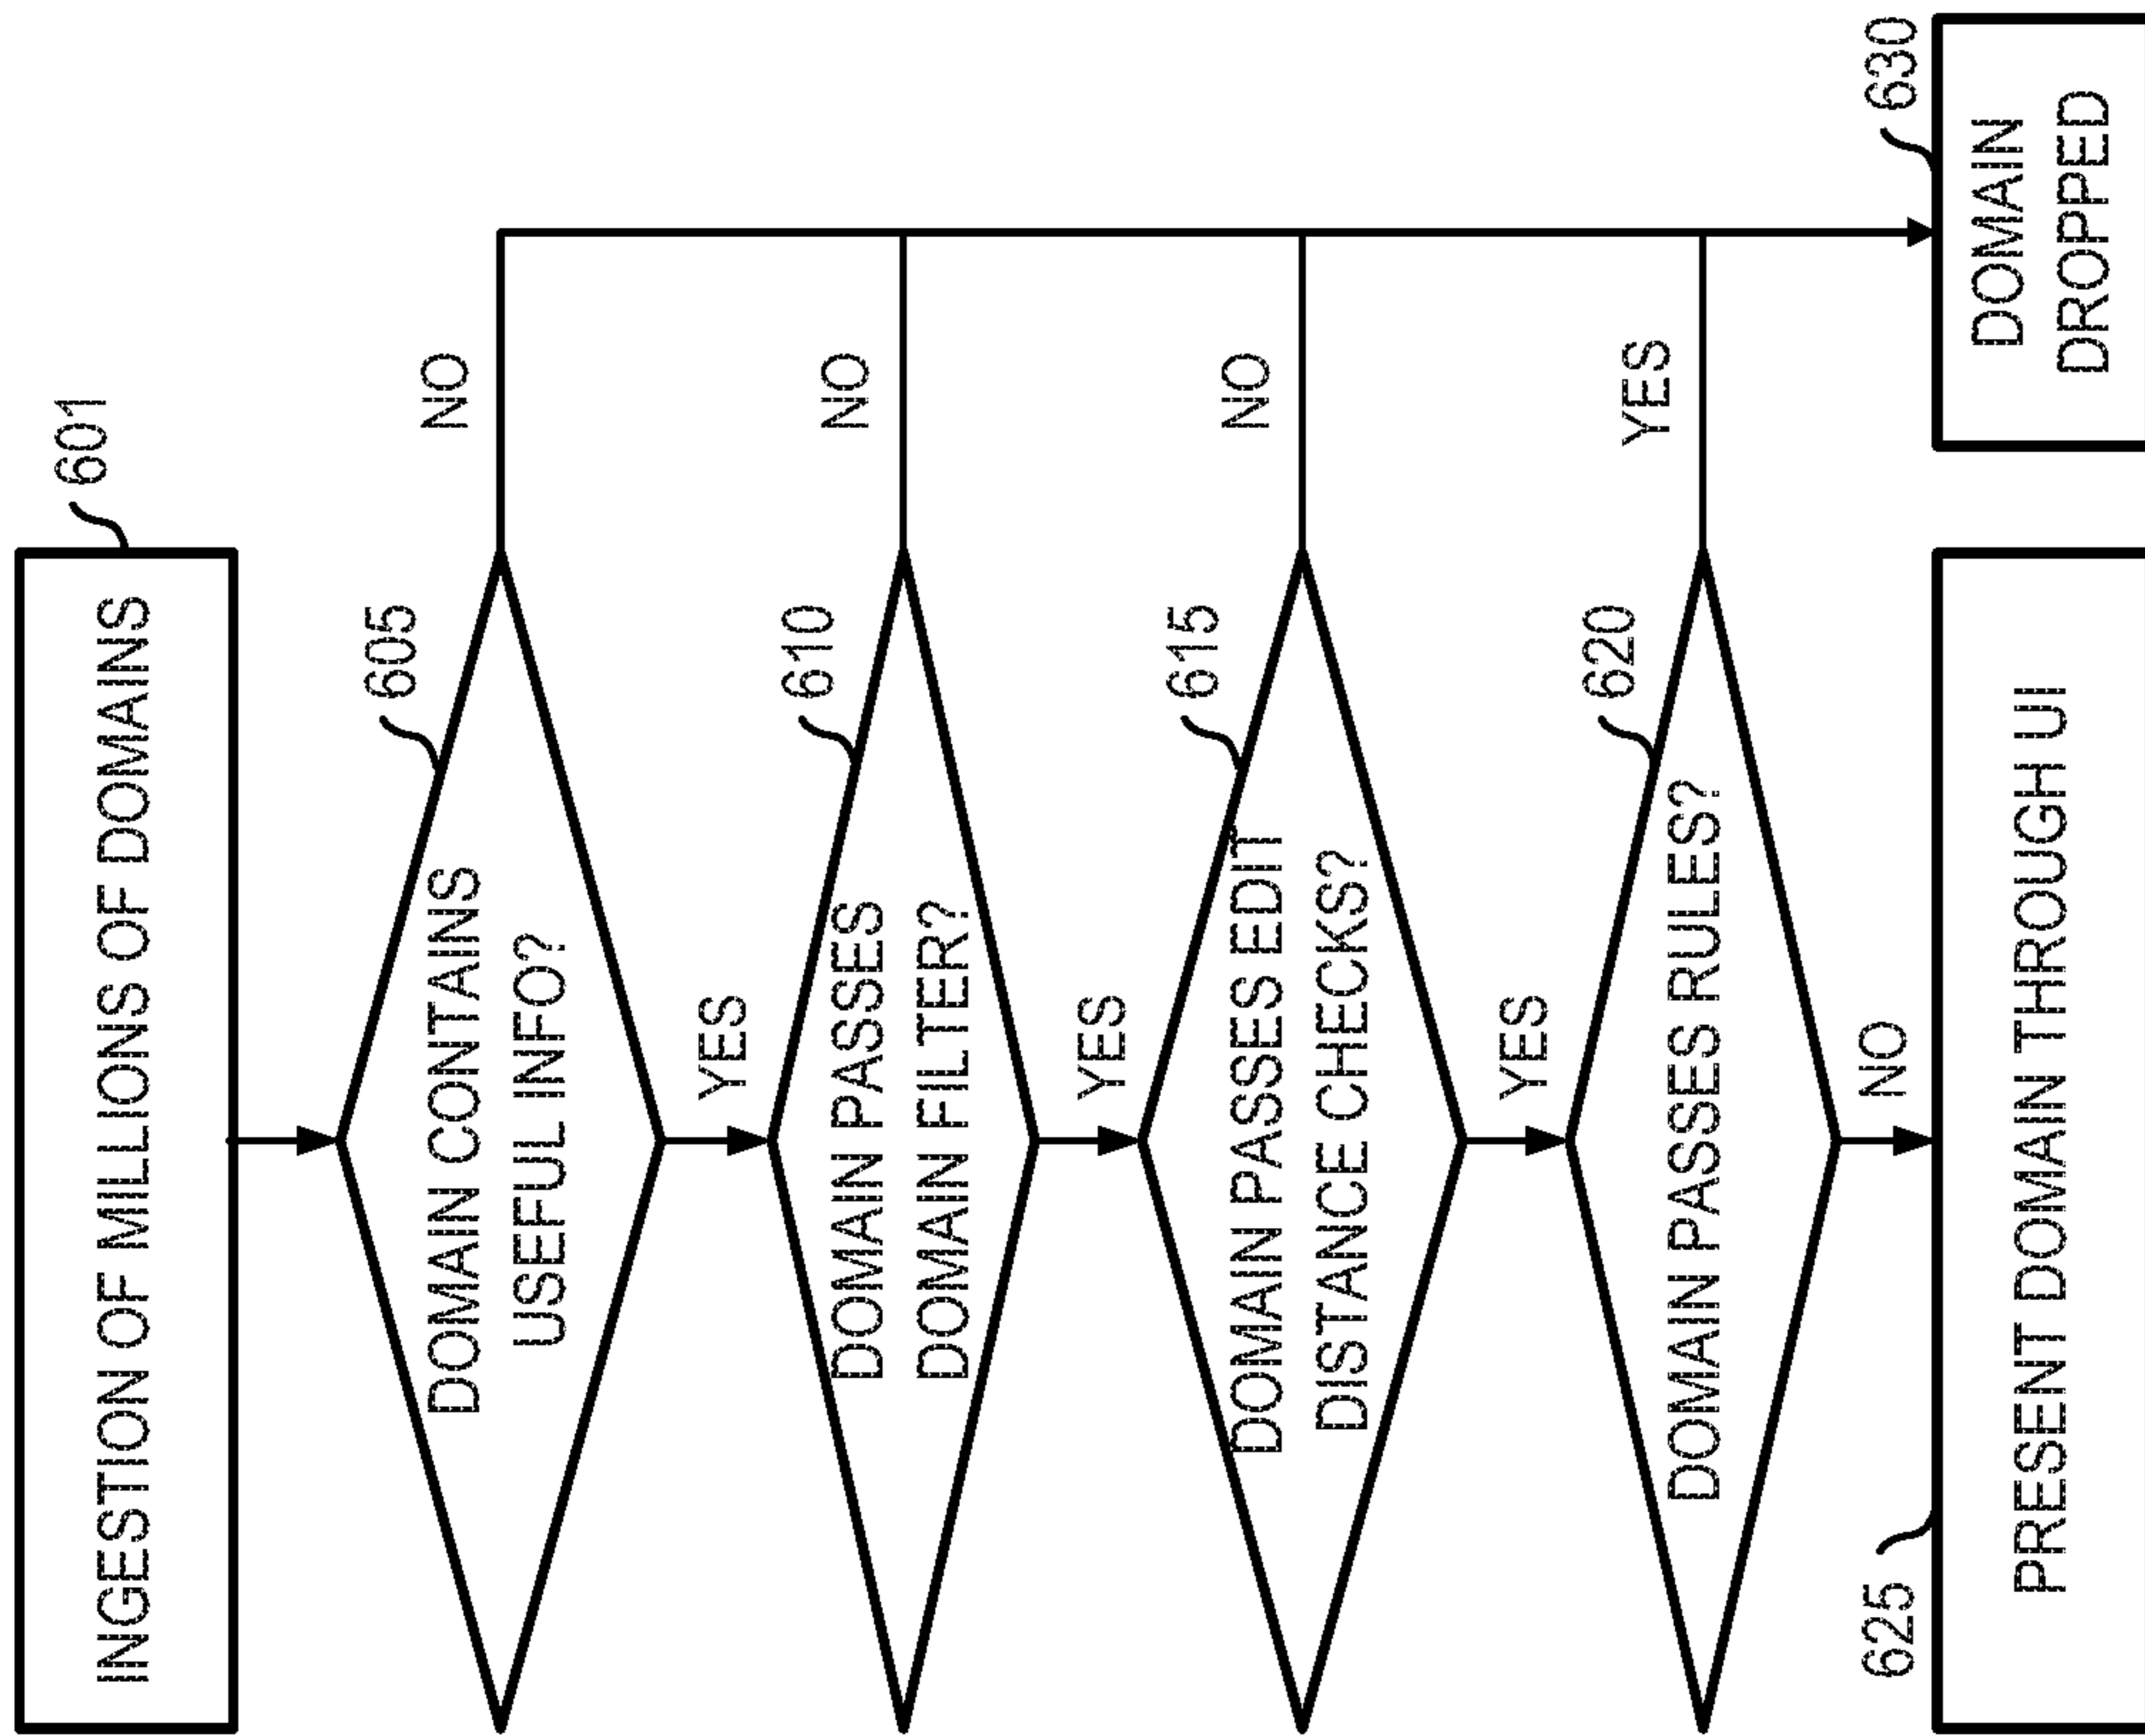 INGESTION OF MILLIONS OF DOMAINS
601
DOMAIN CONTAINS
USEFUL INFO?
605
NO
YES
DOMAIN PASSES
DOMAIN FILTER?
610
NO
YES
DOMAIN PASSES EDIT
DISTANCE CHECKS?
615
NO
YES
DOMAIN PASSES RULES?
620
YES
NO
625
PRESENT DOMAIN THROUGH UI
630
DOMAIN
DROPPED